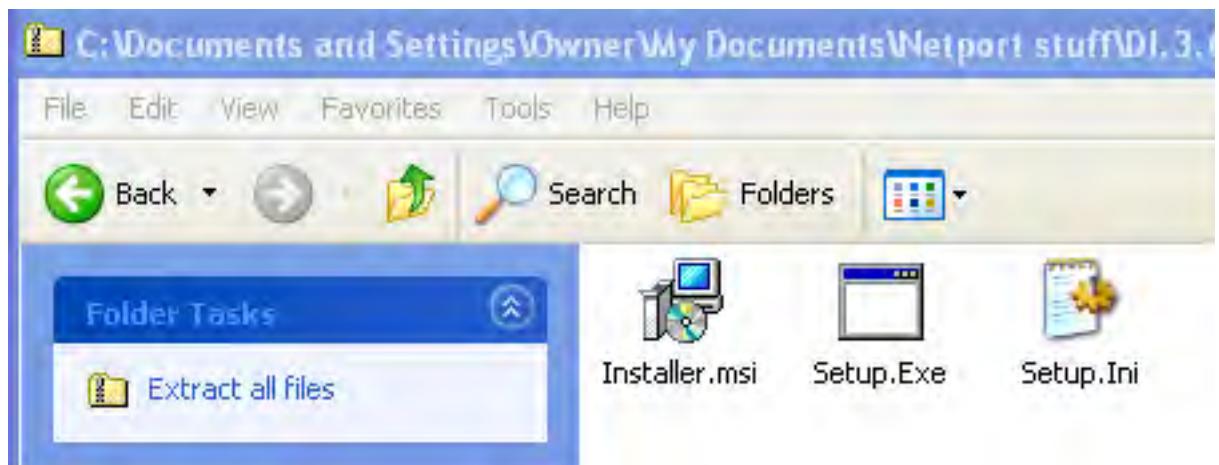 C:\Documents and Settings\Owner\My Documents\Netport stuff\DI.3.
File Edit View Favorites Tools Help
Back Search Folders
Folder Tasks
Extract all files
Installer.msi Setup.Exe Setup.Ini